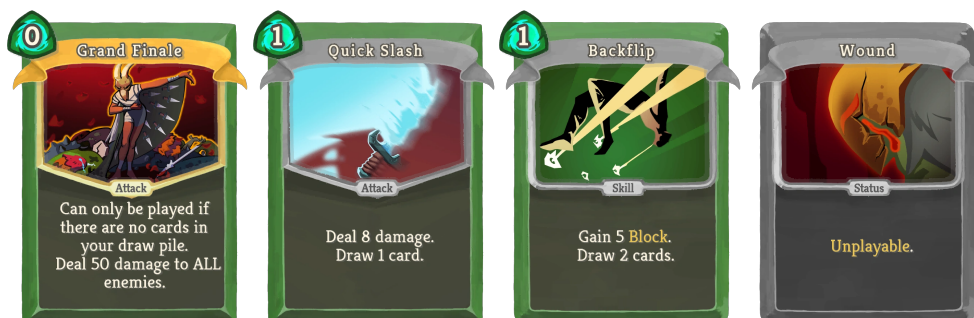 0
Grand Finale
Attack
Can only be played if
there are no cards in
your draw pile.
Deal 50 damage to ALL
enemies.
1
Quick Slash
Attack
Deal 8 damage.
Draw 1 card.
1
Backflip
Skill
Gain 5 Block.
Draw 2 cards.
Wound
Status
Unplayable.